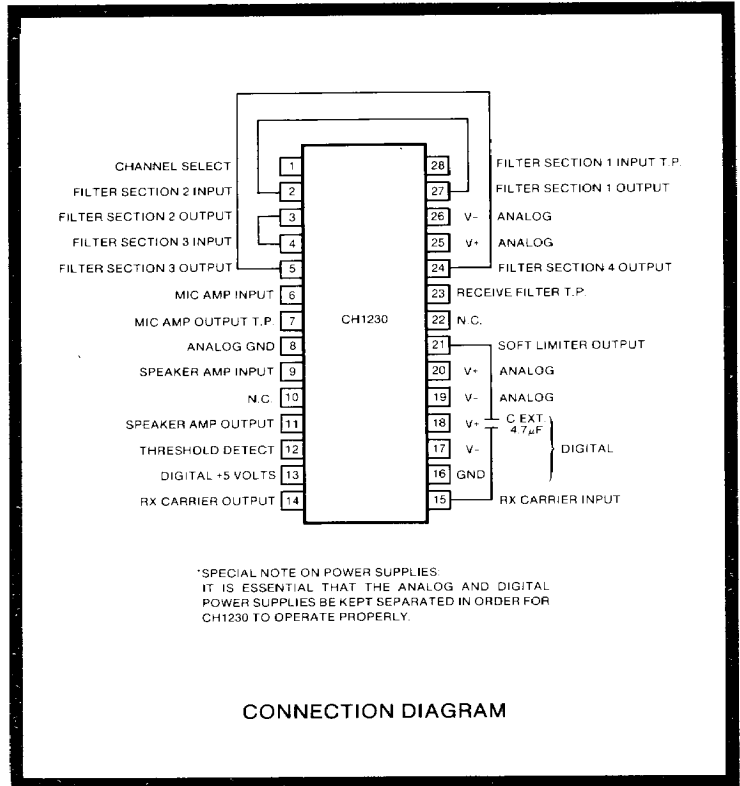 CHANNEL SELECT 1
FILTER SECTION 2 INPUT 2
FILTER SECTION 2 OUTPUT 3
FILTER SECTION 3 INPUT 4
FILTER SECTION 3 OUTPUT 5
MIC AMP INPUT 6
MIC AMP OUTPUT T.P. 7
ANALOG GND 8
SPEAKER AMP INPUT 9
N.C. 10
SPEAKER AMP OUTPUT 11
THRESHOLD DETECT 12
DIGITAL +5 VOLTS 13
RX CARRIER OUTPUT 14
CH1230
28 FILTER SECTION 1 INPUT T.P.
27 FILTER SECTION 1 OUTPUT
26 V- ANALOG
25 V+ ANALOG
24 FILTER SECTION 4 OUTPUT
23 RECEIVE FILTER T.P.
22 N.C.
21 SOFT LIMITER OUTPUT
20 V+ ANALOG
19 V- ANALOG
18 V+
17 V-
16 GND
15 RX CARRIER INPUT
C EXT.
4.7μF
DIGITAL
*SPECIAL NOTE ON POWER SUPPLIES:
IT IS ESSENTIAL THAT THE ANALOG AND DIGITAL
POWER SUPPLIES BE KEPT SEPARATED IN ORDER FOR
CH1230 TO OPERATE PROPERLY.
CONNECTION DIAGRAM